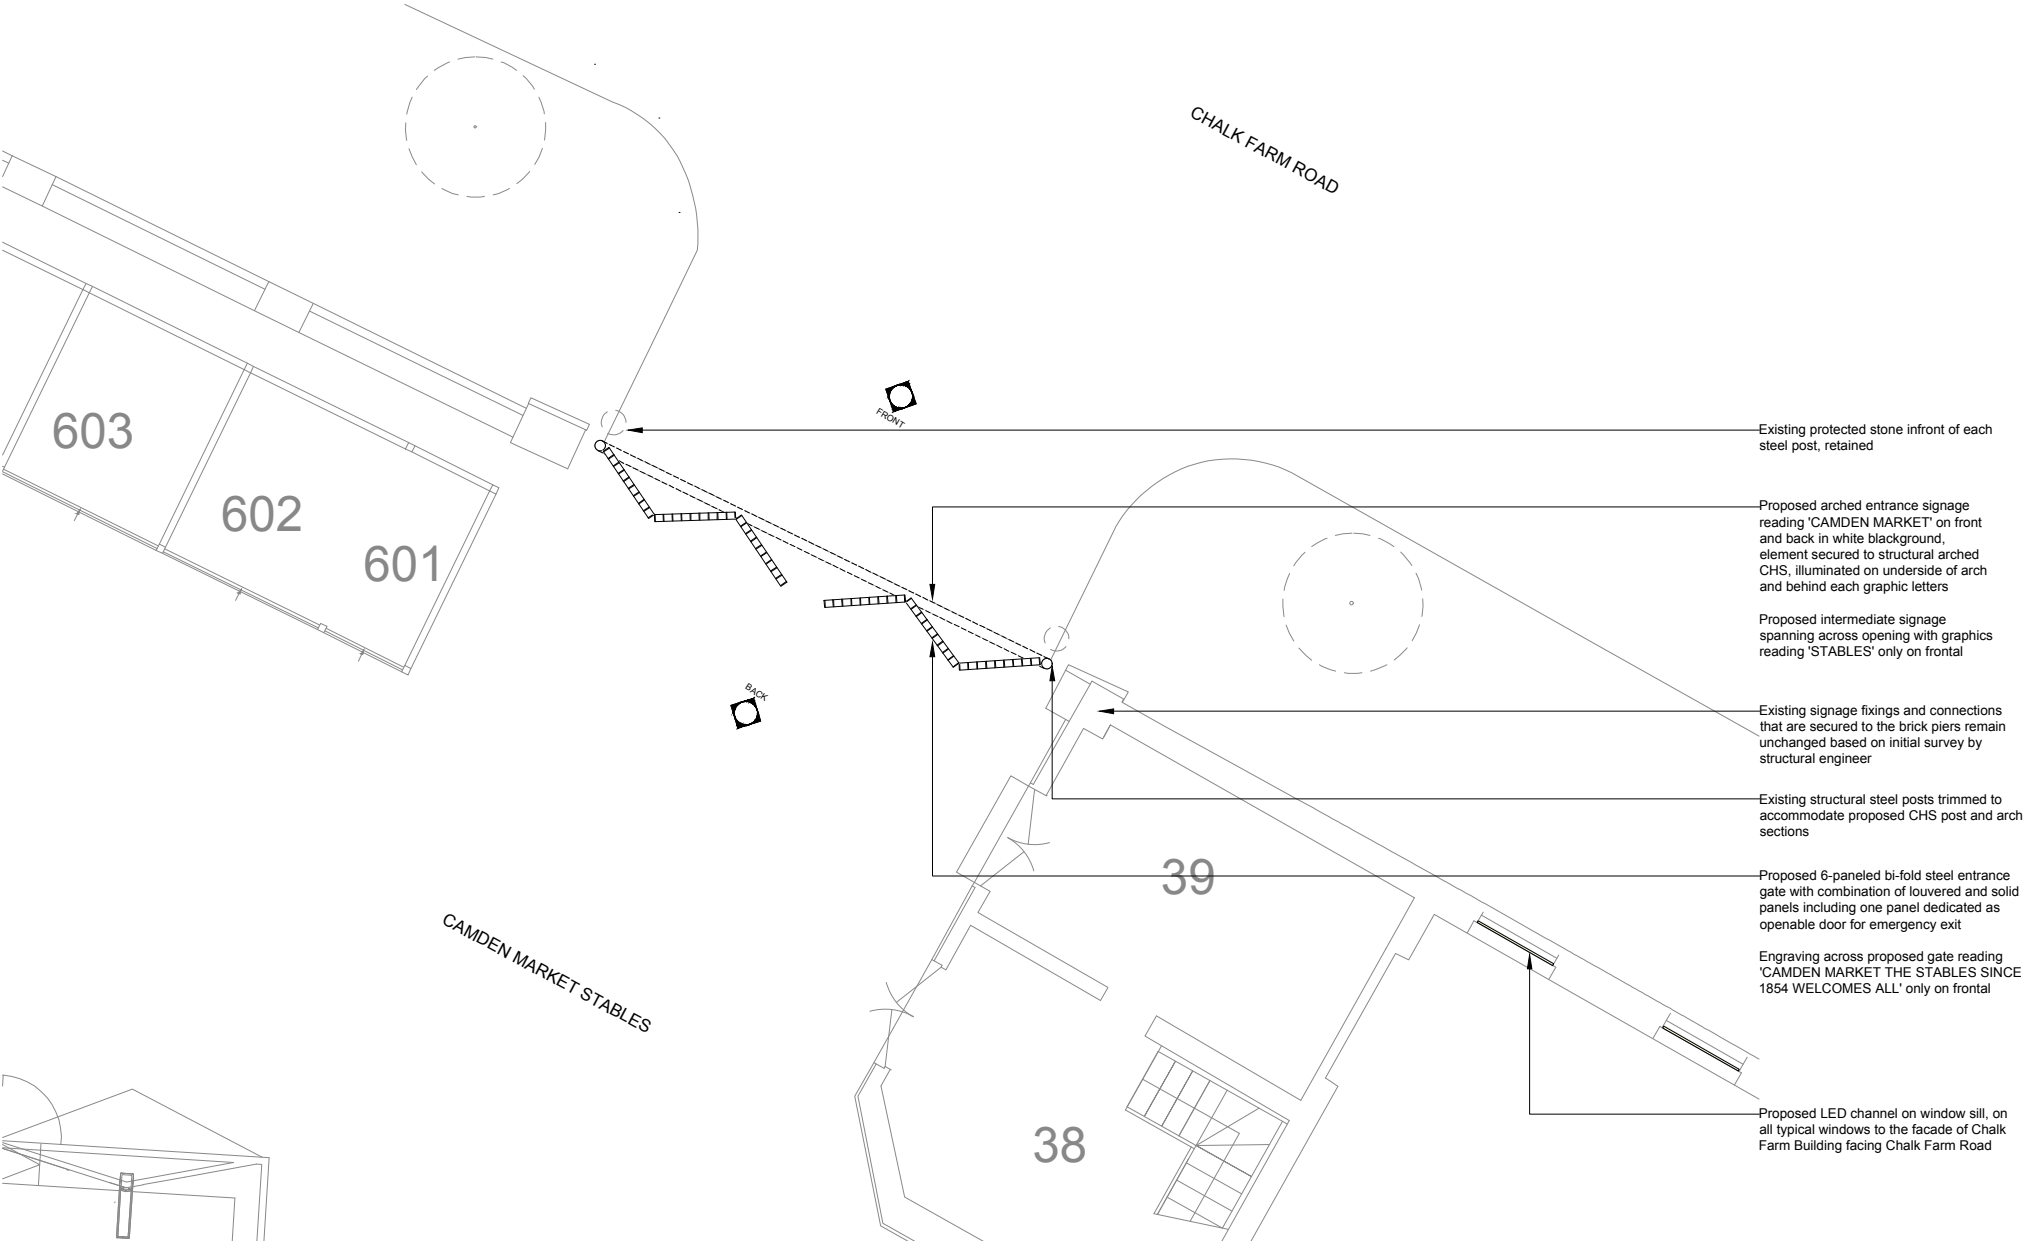 CHALK FARM ROAD
603
602
601
FRONT
BACK
CAMDEN MARKET STABLES
39
38
Existing protected stone infront of each
steel post, retained
Proposed arched entrance signage
reading 'CAMDEN MARKET' on front
and back in white blackground,
element secured to structural arched
CHS, illuminated on underside of arch
and behind each graphic letters
Proposed intermediate signage
spanning across opening with graphics
reading 'STABLES' only on frontal
Existing signage fixings and connections
that are secured to the brick piers remain
unchanged based on initial survey by
structural engineer
Existing structural steel posts trimmed to
accommodate proposed CHS post and arch
sections
Proposed 6-paneled bi-fold steel entrance
gate with combination of louvered and solid
panels including one panel dedicated as
openable door for emergency exit
Engraving across proposed gate reading
'CAMDEN MARKET THE STABLES SINCE
1854 WELCOMES ALL' only on frontal
Proposed LED channel on window sill, on
all typical windows to the facade of Chalk
Farm Building facing Chalk Farm Road